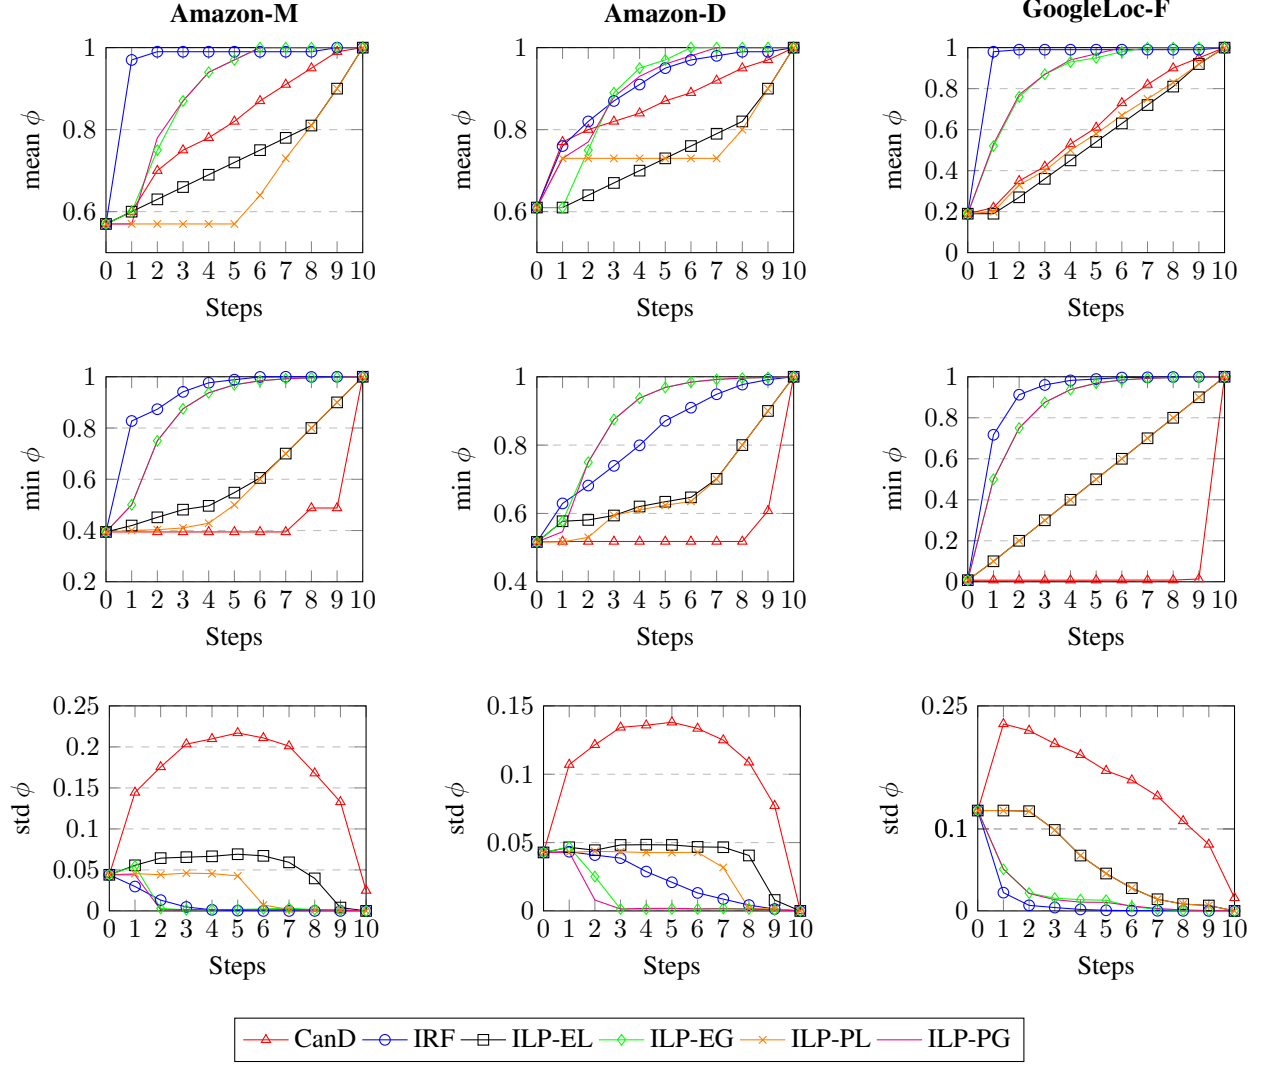 Amazon-M
Amazon-D
GoogleLoc-F
mean ϕ
1
0.8
0.6
0 1 2 3 4 5 6 7 8 9 10
Steps
mean ϕ
1
0.8
0.6
0 1 2 3 4 5 6 7 8 9 10
Steps
mean ϕ
1
0.8
0.6
0.4
0.2
0
0 1 2 3 4 5 6 7 8 9 10
Steps
min ϕ
1
0.8
0.6
0.4
0.2
0 1 2 3 4 5 6 7 8 9 10
Steps
min ϕ
1
0.8
0.6
0.4
0 1 2 3 4 5 6 7 8 9 10
Steps
min ϕ
1
0.8
0.6
0.4
0.2
0
0 1 2 3 4 5 6 7 8 9 10
Steps
std ϕ
0.25
0.2
0.15
0.1
0.05
0
0 1 2 3 4 5 6 7 8 9 10
Steps
std ϕ
0.15
0.1
0.05
0
0 1 2 3 4 5 6 7 8 9 10
Steps
std ϕ
0.25
0.1
0
0 1 2 3 4 5 6 7 8 9 10
Steps
CanD IRF ILP-EL ILP-EG ILP-PL ILP-PG